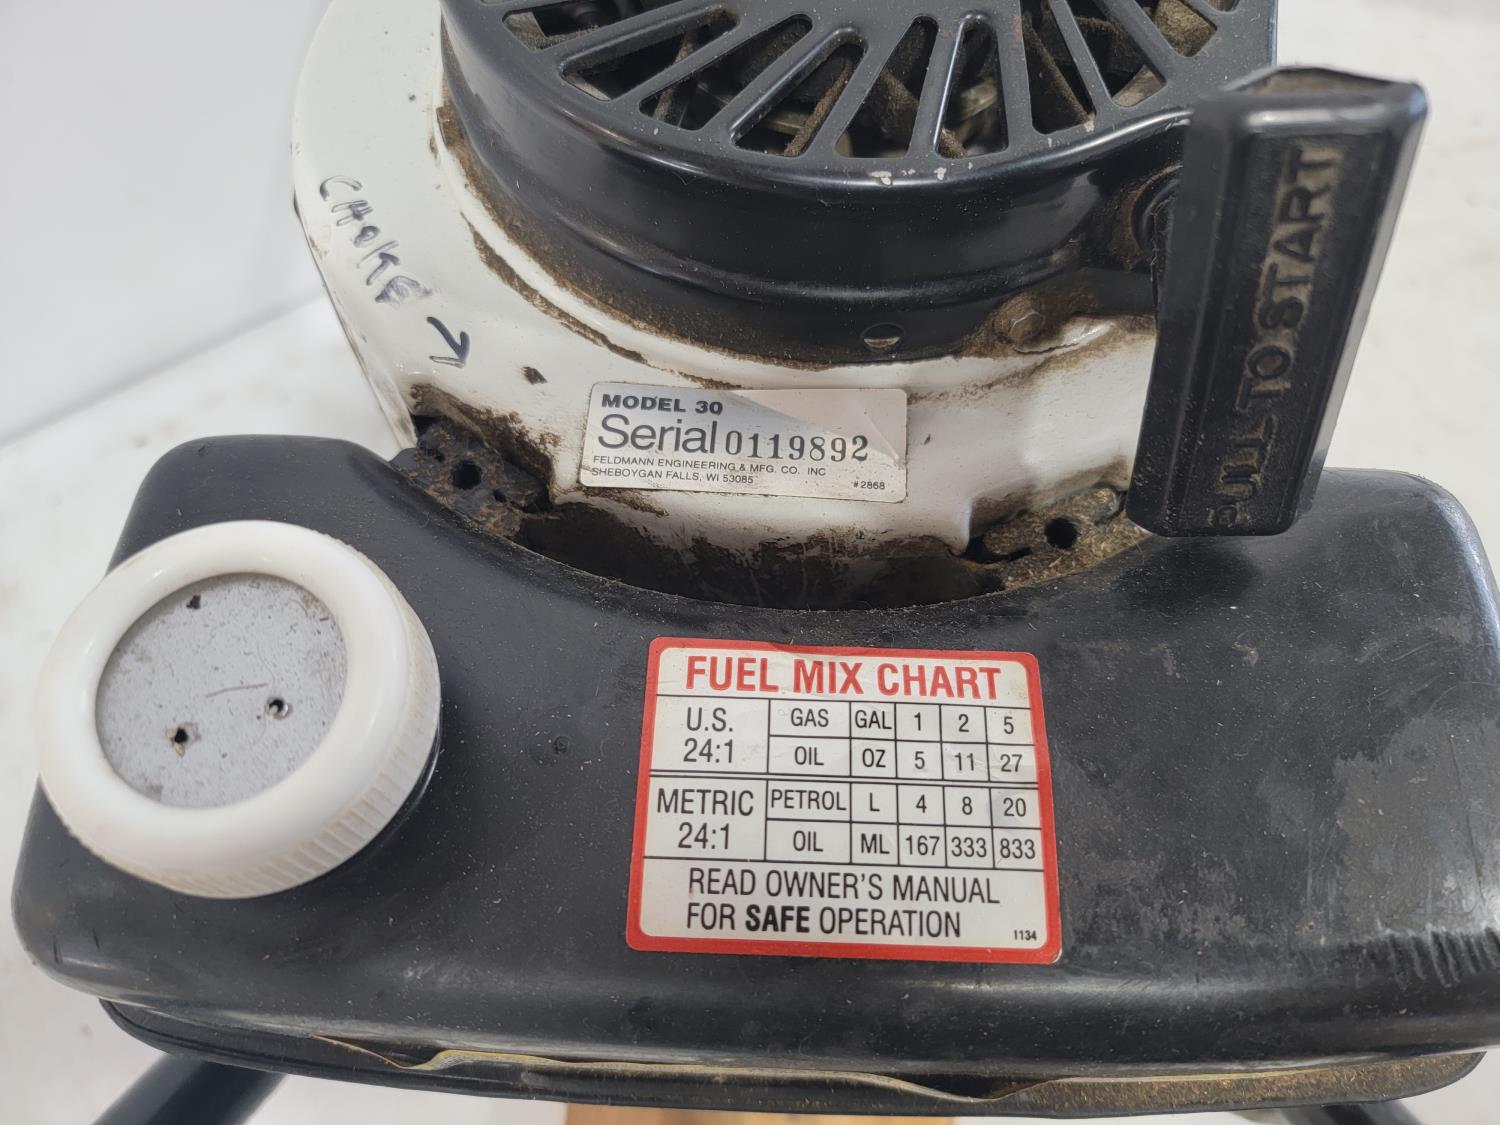 CHOKE
MODEL 30
Serial 0119892
FELDMANN ENGINEERING & MFG. CO. INC
SHEBOYGAN FALLS, WI 53085
#2868
PULL TO START
FUEL MIX CHART
U.S. 24:1
GAS GAL 1 2 5
OIL OZ 5 11 27
METRIC 24:1
PETROL L 4 8 20
OIL ML 167 333 833
READ OWNER'S MANUAL
FOR SAFE OPERATION
1134